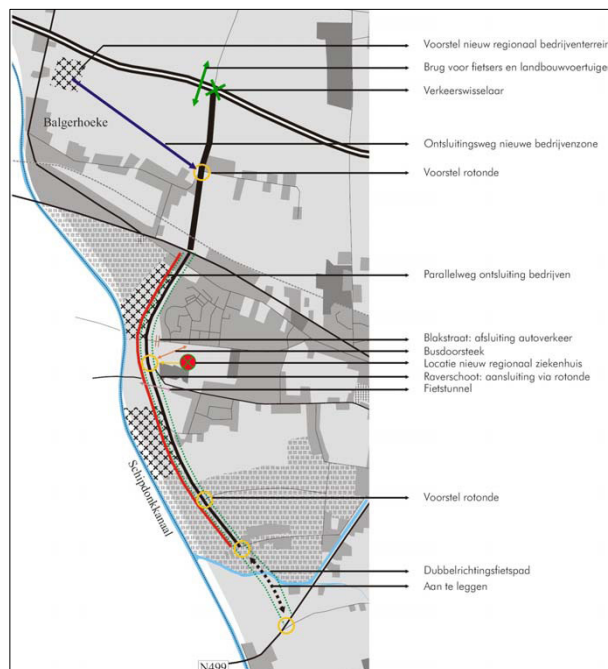 Voorstel nieuw regionaal bedrijventerrein
Brug voor fietsers en landbouwvoertuigen
Verkeerswisselaar
Balgerhoeke
Ontsluitingsweg nieuwe bedrijvenzone
Voorstel rotonde
Parallelweg ontsluiting bedrijven
Blakstraat: afsluiting autoverkeer
Busdoorsteek
Locatie nieuw regionaal ziekenhuis
Raverschoot: aansluiting via rotonde
Fietstunnel
Schipdonkkanaal
Voorstel rotonde
Dubbelrichtingsfietspad
Aan te leggen
N499